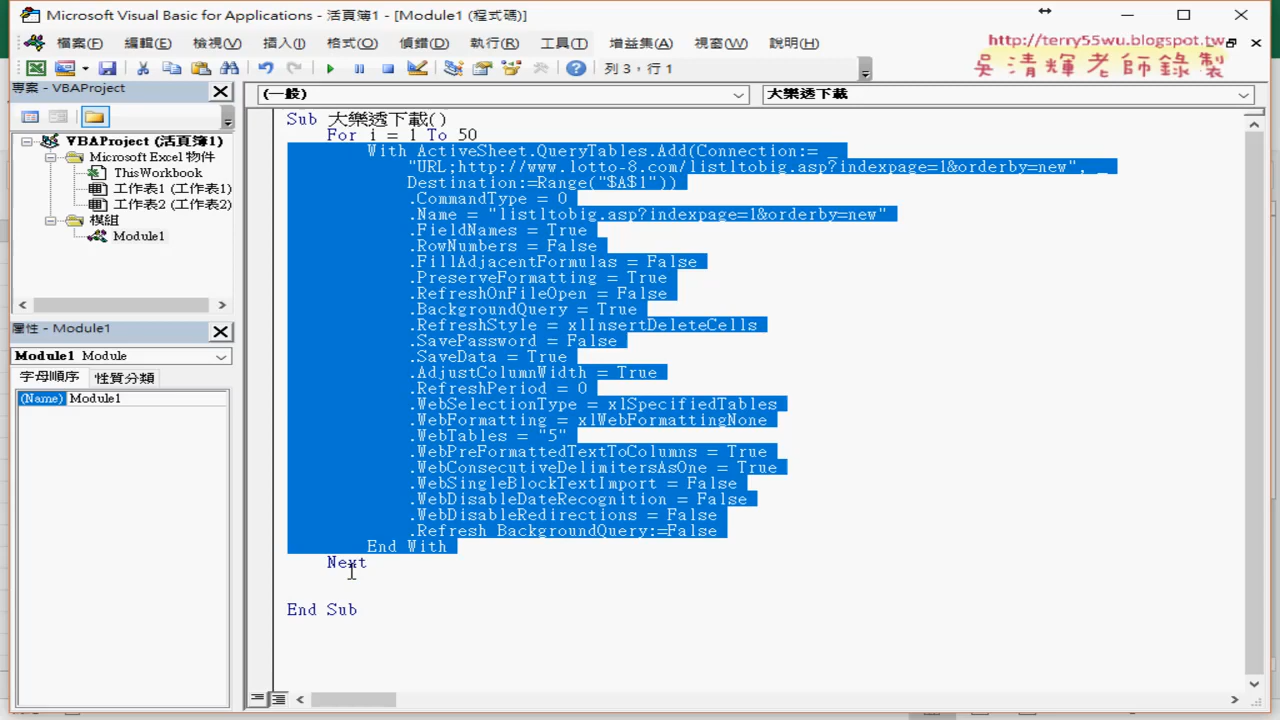 Microsoft Visual Basic for Applications - 活頁簿1 - [Module1 (程式碼)]
http://terry55wu.blogspot.tw
吳清輝老師錄製
檔案(F) 編輯(E) 檢視(V) 插入(I) 格式(O) 偵錯(D) 執行(R) 工具(T) 增益集(A) 視窗(W) 說明(H)
列 3，行 1
專案 - VBAProject
VBAProject (活頁簿1)
Microsoft Excel 物件
ThisWorkbook
工作表1 (工作表1)
工作表2 (工作表2)
模組
Module1
屬性 - Module1
Module1 Module
字母順序 性質分類
(Name) Module1
(一般) 大樂透下載
Sub 大樂透下載()
For i = 1 To 50
With ActiveSheet.QueryTables.Add(Connection:= _
"URL;http://www.lotto-8.com/listltobig.asp?indexpage=1&orderby=new", _
Destination:=Range("$A$1"))
.CommandType = 0
.Name = "listltobig.asp?indexpage=1&orderby=new"
.FieldNames = True
.RowNumbers = False
.FillAdjacentFormulas = False
.PreserveFormatting = True
.RefreshOnFileOpen = False
.BackgroundQuery = True
.RefreshStyle = xlInsertDeleteCells
.SavePassword = False
.SaveData = True
.AdjustColumnWidth = True
.RefreshPeriod = 0
.WebSelectionType = xlSpecifiedTables
.WebFormatting = xlWebFormattingNone
.WebTables = "5"
.WebPreFormattedTextToColumns = True
.WebConsecutiveDelimitersAsOne = True
.WebSingleBlockTextImport = False
.WebDisableDateRecognition = False
.WebDisableRedirections = False
.Refresh BackgroundQuery:=False
End With
Next
End Sub